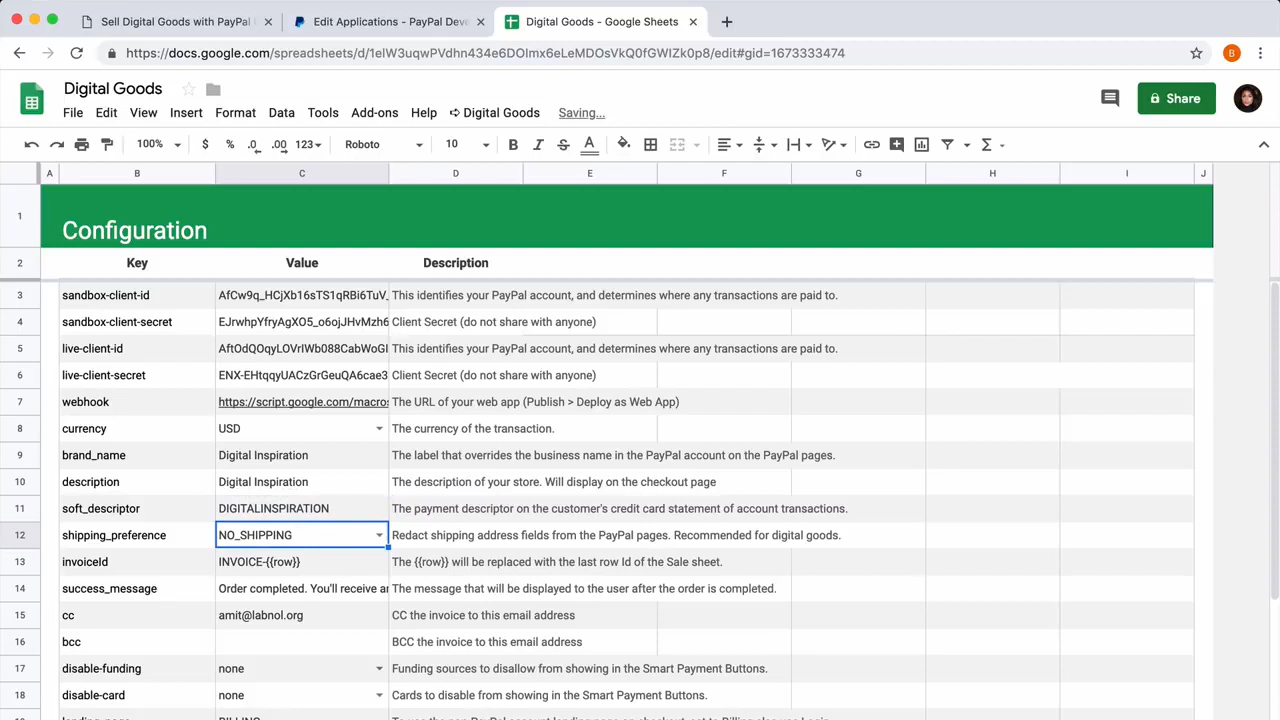 Sell Digital Goods with PayPal
Edit Applications - PayPal Dev
Digital Goods - Google Sheets
https://docs.google.com/spreadsheets/d/1elW3uqwPVdhn434e6DOlmx6eLeMDOsVkQ0fGWIZk0p8/edit#gid=1673333474
B
Digital Goods
File Edit View Insert Format Data Tools Add-ons Help Digital Goods Saving...
Share
100% $ % .0 .00 123 Roboto 10 B I S A Σ
A B C D E F G H I J
1 Configuration
2 Key Value Description
3 sandbox-client-id AfCw9q_HCjXb16sTS1qRBi6TuV_ This identifies your PayPal account, and determines where any transactions are paid to.
4 sandbox-client-secret EJrwhpYfryAgXO5_o6ojJHvMzh6 Client Secret (do not share with anyone)
5 live-client-id AftOdQOqyLOVrIWb088CabWoGI This identifies your PayPal account, and determines where any transactions are paid to.
6 live-client-secret ENX-EHtqqyUACzGrGeuQA6cae3 Client Secret (do not share with anyone)
7 webhook https://script.google.com/macros The URL of your web app (Publish > Deploy as Web App)
8 currency USD The currency of the transaction.
9 brand_name Digital Inspiration The label that overrides the business name in the PayPal account on the PayPal pages.
10 description Digital Inspiration The description of your store. Will display on the checkout page
11 soft_descriptor DIGITALINSPIRATION The payment descriptor on the customer's credit card statement of account transactions.
12 shipping_preference NO_SHIPPING Redact shipping address fields from the PayPal pages. Recommended for digital goods.
13 invoiceId INVOICE-{{row}} The {{row}} will be replaced with the last row Id of the Sale sheet.
14 success_message Order completed. You'll receive an The message that will be displayed to the user after the order is completed.
15 cc amit@labnol.org CC the invoice to this email address
16 bcc BCC the invoice to this email address
17 disable-funding none Funding sources to disallow from showing in the Smart Payment Buttons.
18 disable-card none Cards to disable from showing in the Smart Payment Buttons.